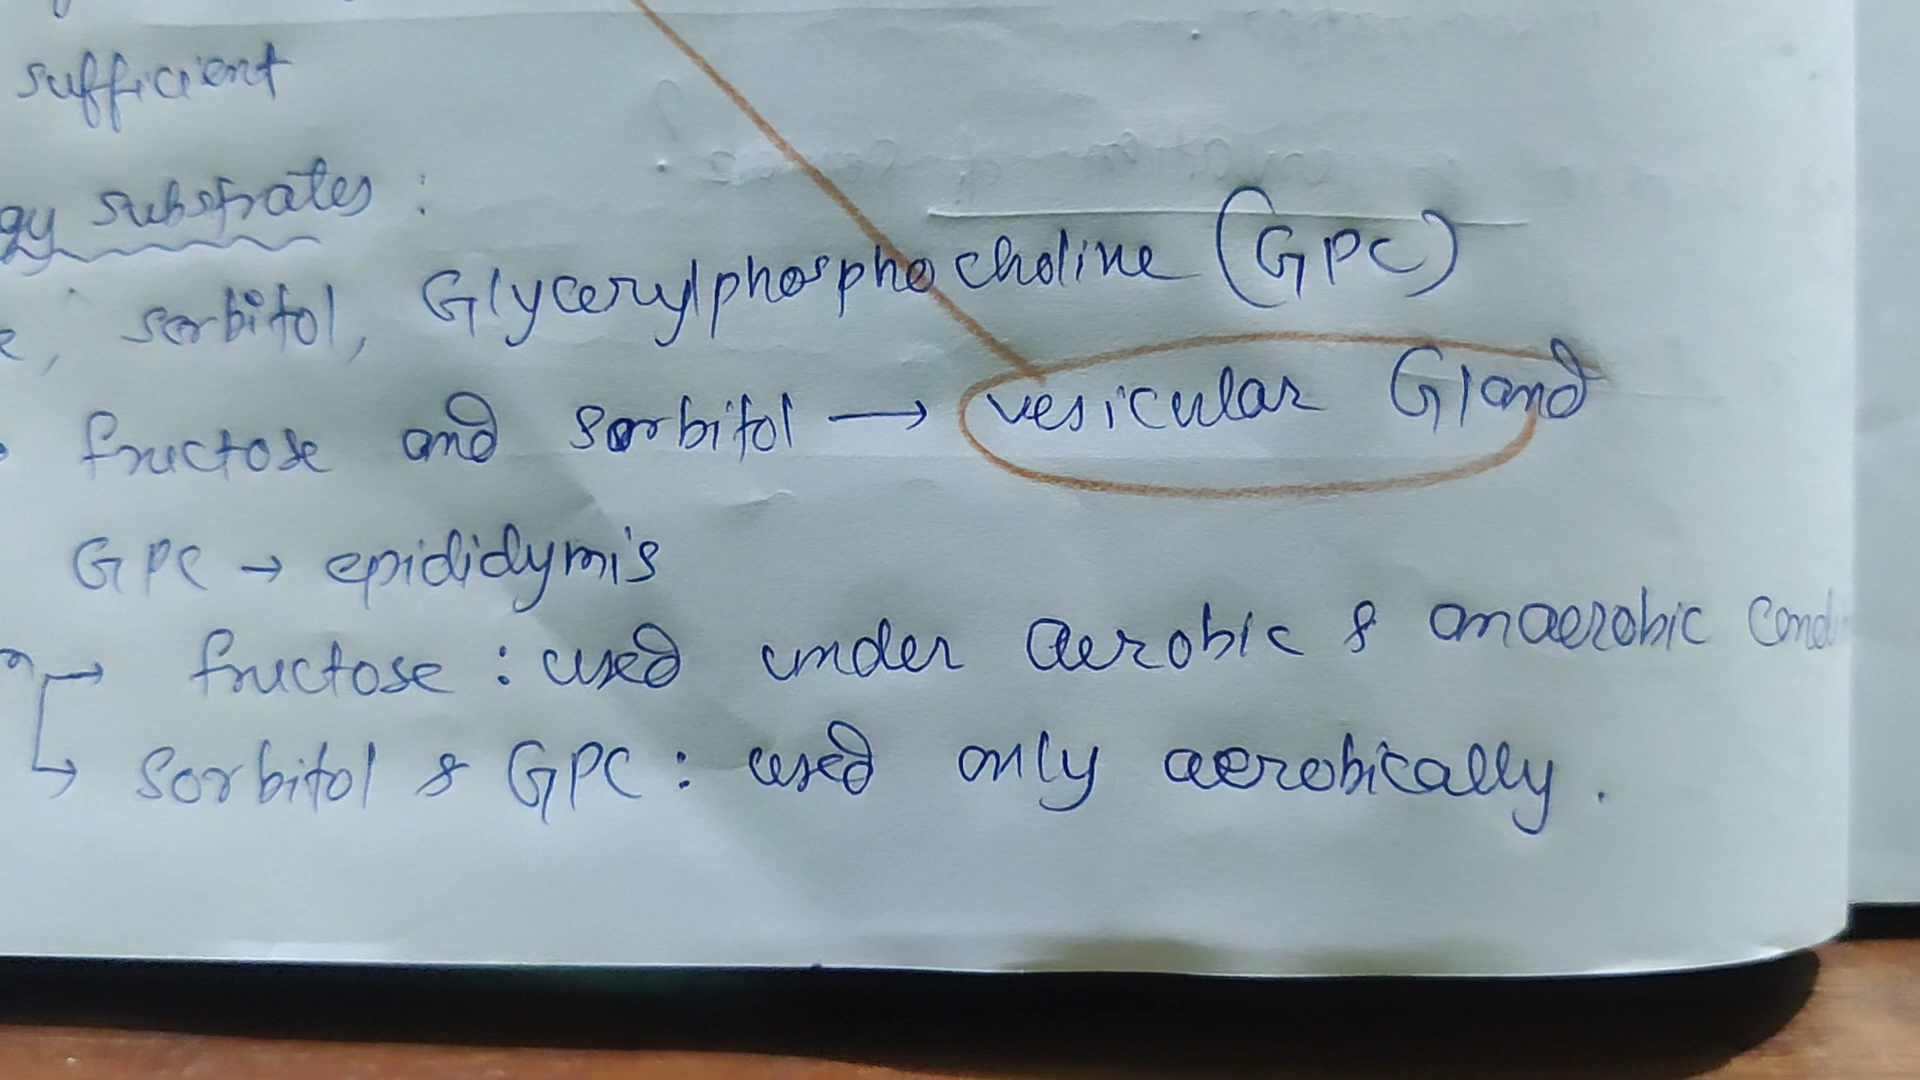 sufficient
gy substrates :
e, sorbitol, Glycerylphosphocholine (GPC)
fructose and sorbitol → vesicular Gland
GPC → epididymis
→ fructose : used under aerobic & anaerobic cond
↳ sorbitol & GPC : used only aerobically.